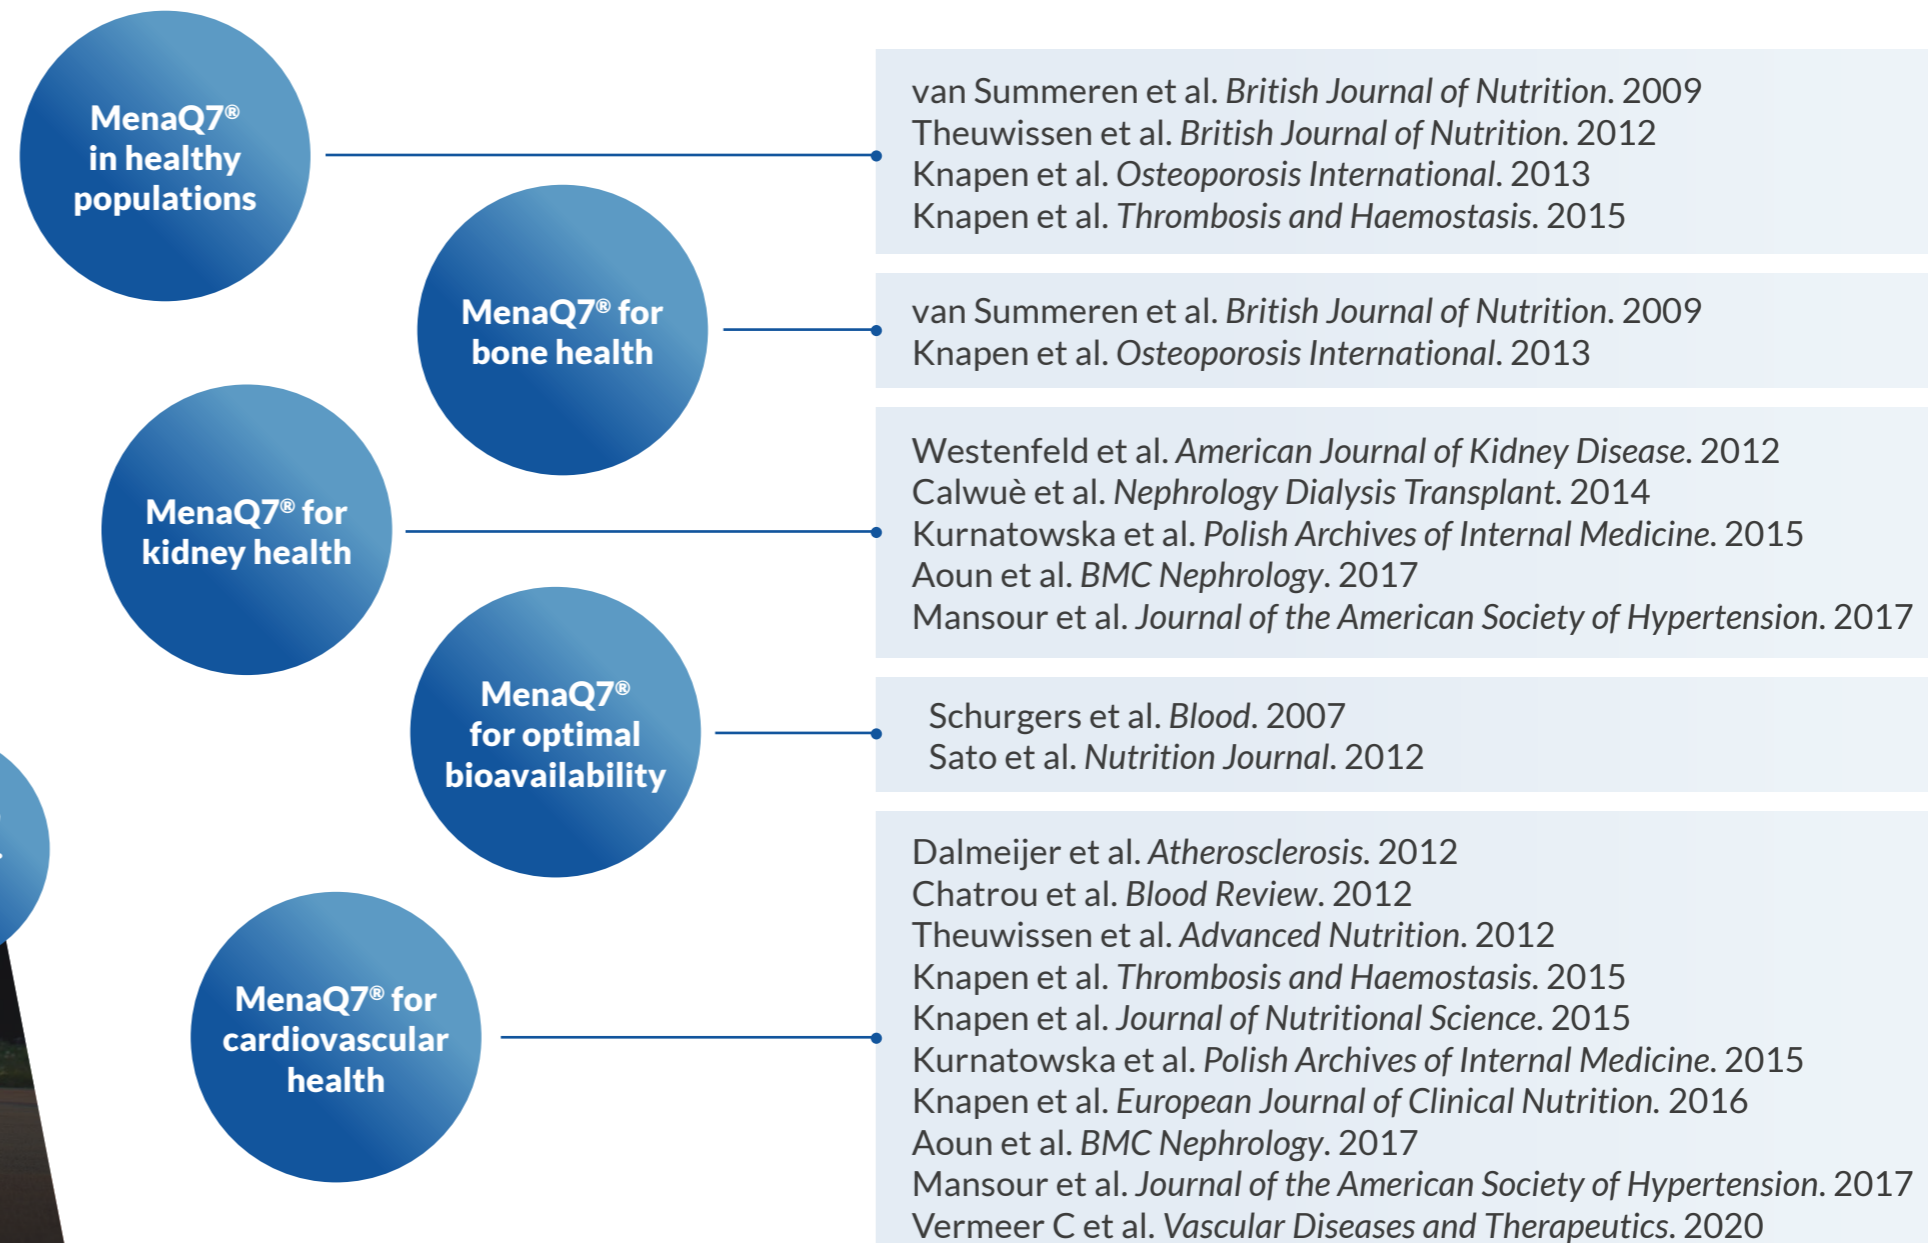 MenaQ7®
in healthy
populations
van Summeren et al. British Journal of Nutrition. 2009
Theuwissen et al. British Journal of Nutrition. 2012
Knapen et al. Osteoporosis International. 2013
Knapen et al. Thrombosis and Haemostasis. 2015
MenaQ7® for
bone health
van Summeren et al. British Journal of Nutrition. 2009
Knapen et al. Osteoporosis International. 2013
MenaQ7® for
kidney health
Westenfeld et al. American Journal of Kidney Disease. 2012
Calwuè et al. Nephrology Dialysis Transplant. 2014
Kurnatowska et al. Polish Archives of Internal Medicine. 2015
Aoun et al. BMC Nephrology. 2017
Mansour et al. Journal of the American Society of Hypertension. 2017
MenaQ7®
for optimal
bioavailability
Schurgers et al. Blood. 2007
Sato et al. Nutrition Journal. 2012
MenaQ7® for
cardiovascular
health
Dalmeijer et al. Atherosclerosis. 2012
Chatrou et al. Blood Review. 2012
Theuwissen et al. Advanced Nutrition. 2012
Knapen et al. Thrombosis and Haemostasis. 2015
Knapen et al. Journal of Nutritional Science. 2015
Kurnatowska et al. Polish Archives of Internal Medicine. 2015
Knapen et al. European Journal of Clinical Nutrition. 2016
Aoun et al. BMC Nephrology. 2017
Mansour et al. Journal of the American Society of Hypertension. 2017
Vermeer C et al. Vascular Diseases and Therapeutics. 2020